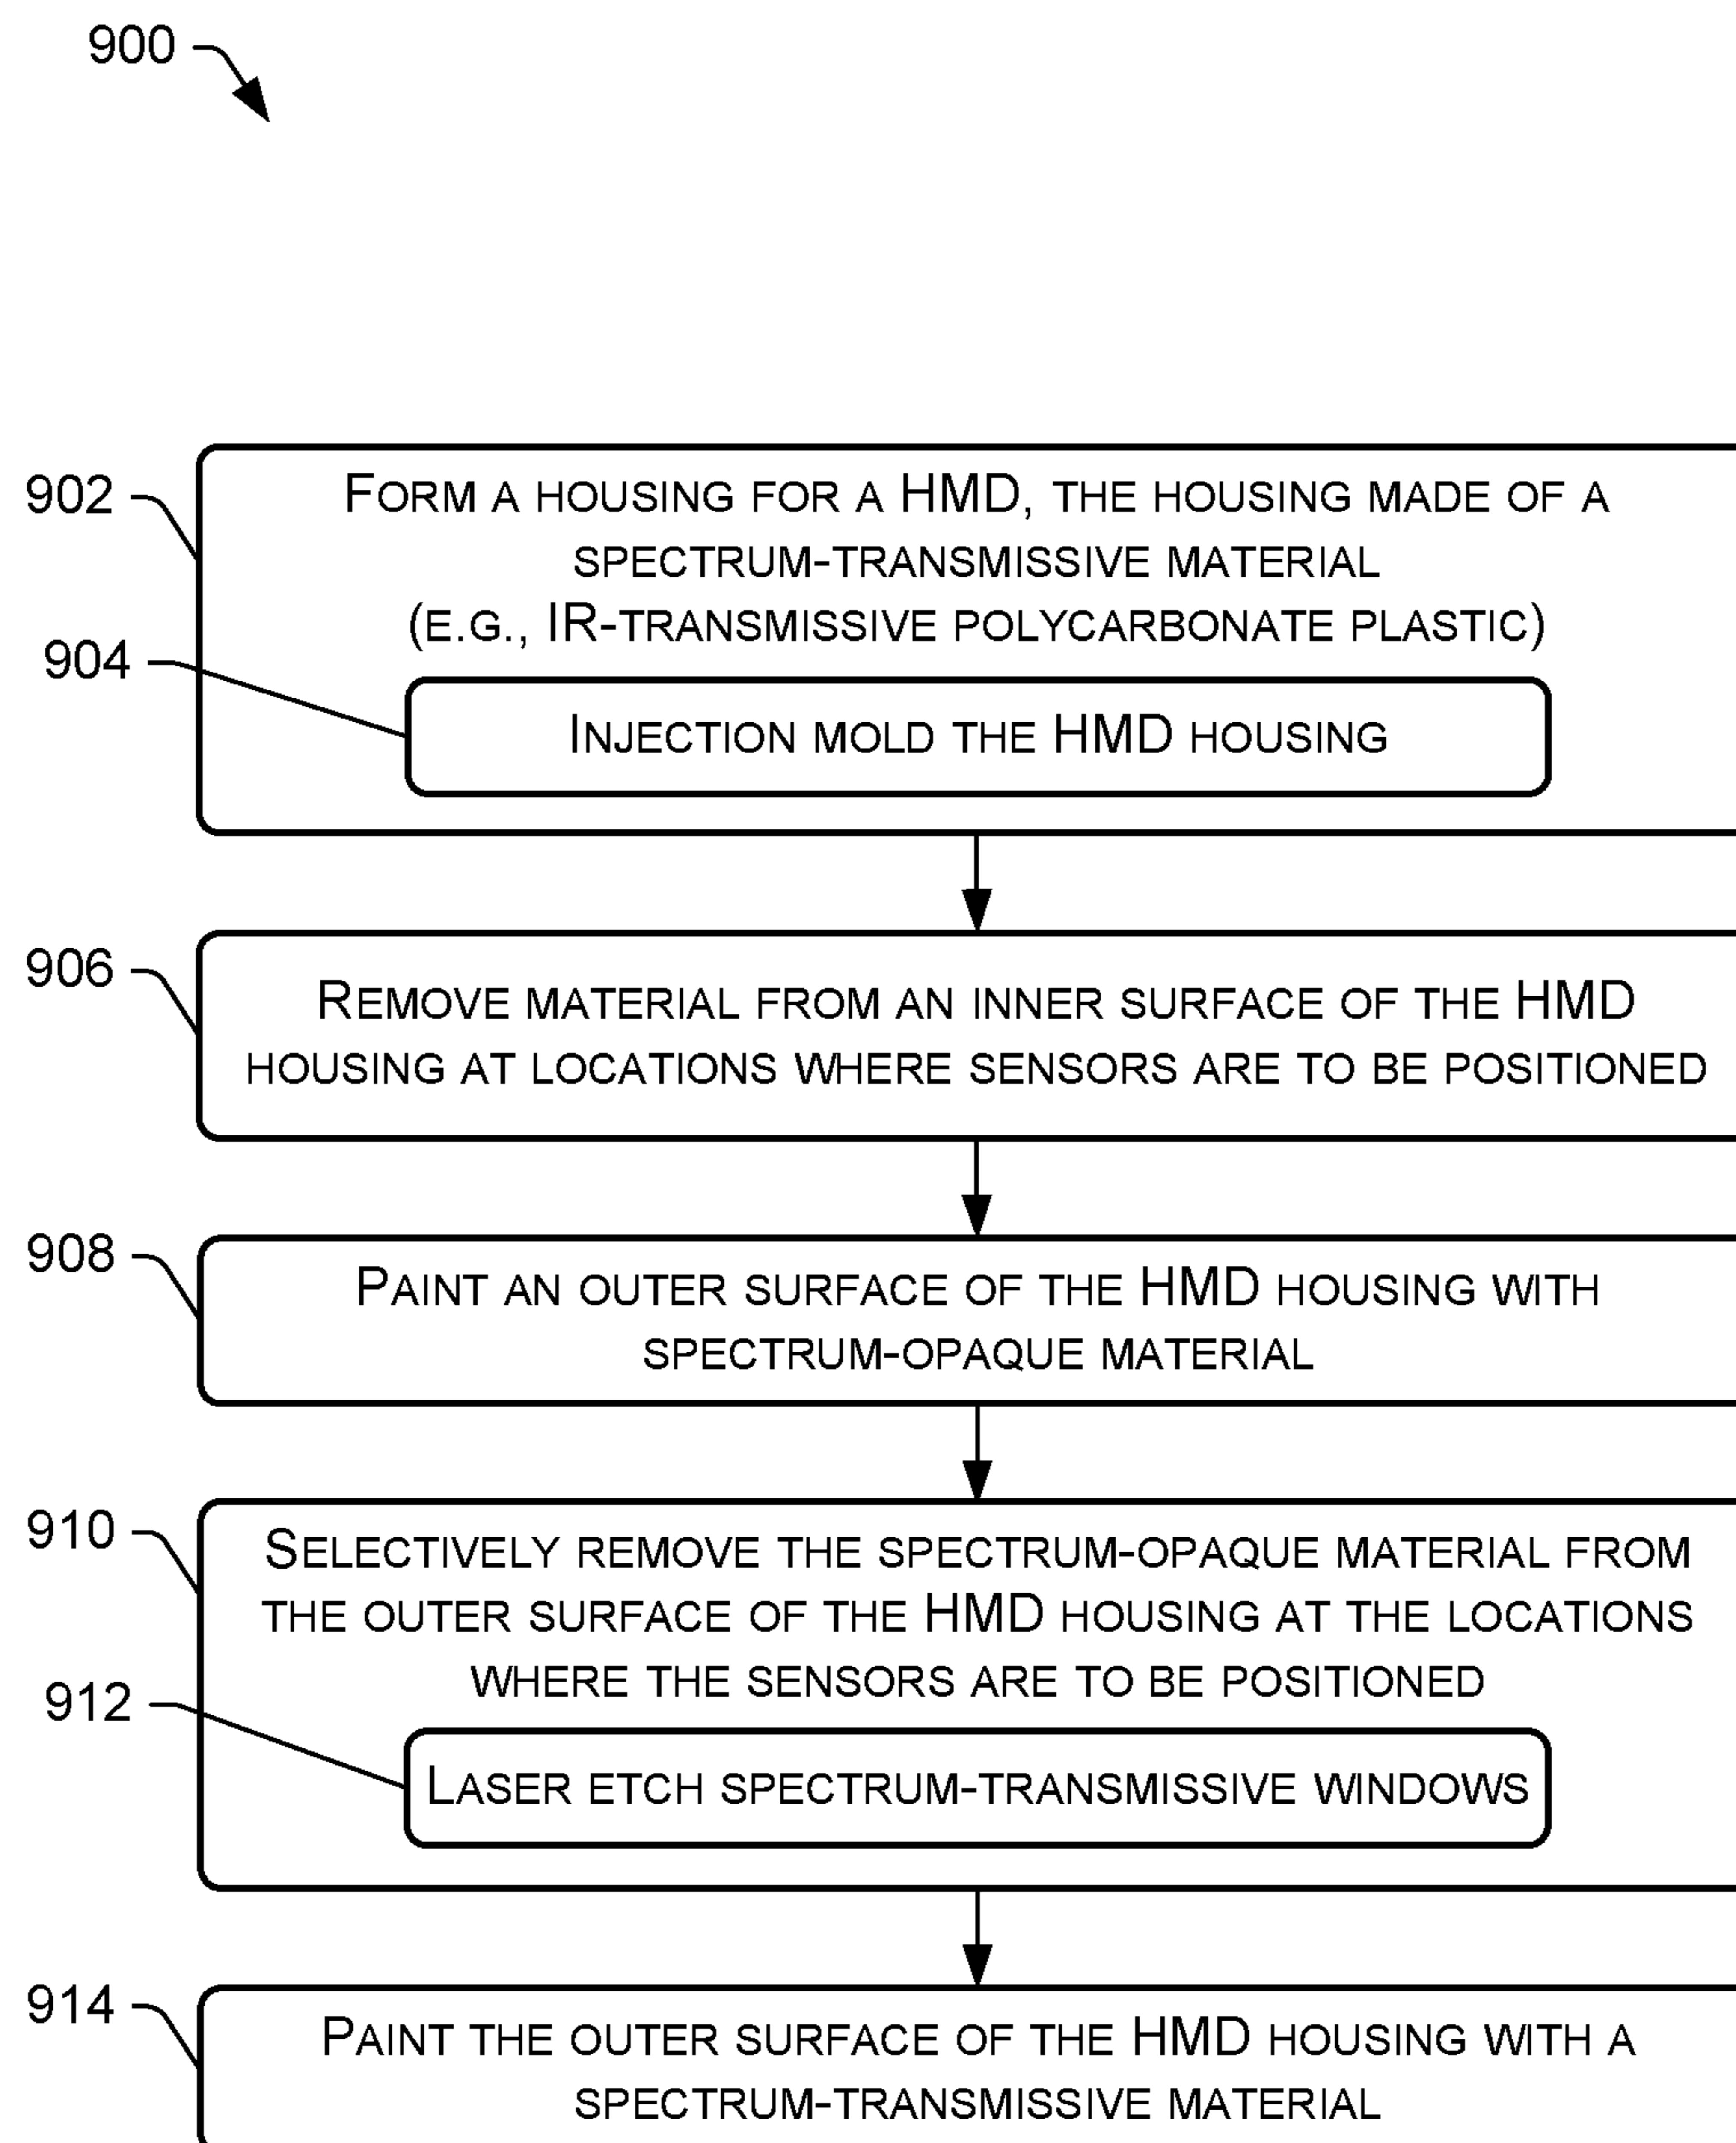 900
902
FORM A HOUSING FOR A HMD, THE HOUSING MADE OF A
SPECTRUM-TRANSMISSIVE MATERIAL
(E.G., IR-TRANSMISSIVE POLYCARBONATE PLASTIC)
904
INJECTION MOLD THE HMD HOUSING
906
REMOVE MATERIAL FROM AN INNER SURFACE OF THE HMD
HOUSING AT LOCATIONS WHERE SENSORS ARE TO BE POSITIONED
908
PAINT AN OUTER SURFACE OF THE HMD HOUSING WITH
SPECTRUM-OPAQUE MATERIAL
910
SELECTIVELY REMOVE THE SPECTRUM-OPAQUE MATERIAL FROM
THE OUTER SURFACE OF THE HMD HOUSING AT THE LOCATIONS
WHERE THE SENSORS ARE TO BE POSITIONED
912
LASER ETCH SPECTRUM-TRANSMISSIVE WINDOWS
914
PAINT THE OUTER SURFACE OF THE HMD HOUSING WITH A
SPECTRUM-TRANSMISSIVE MATERIAL